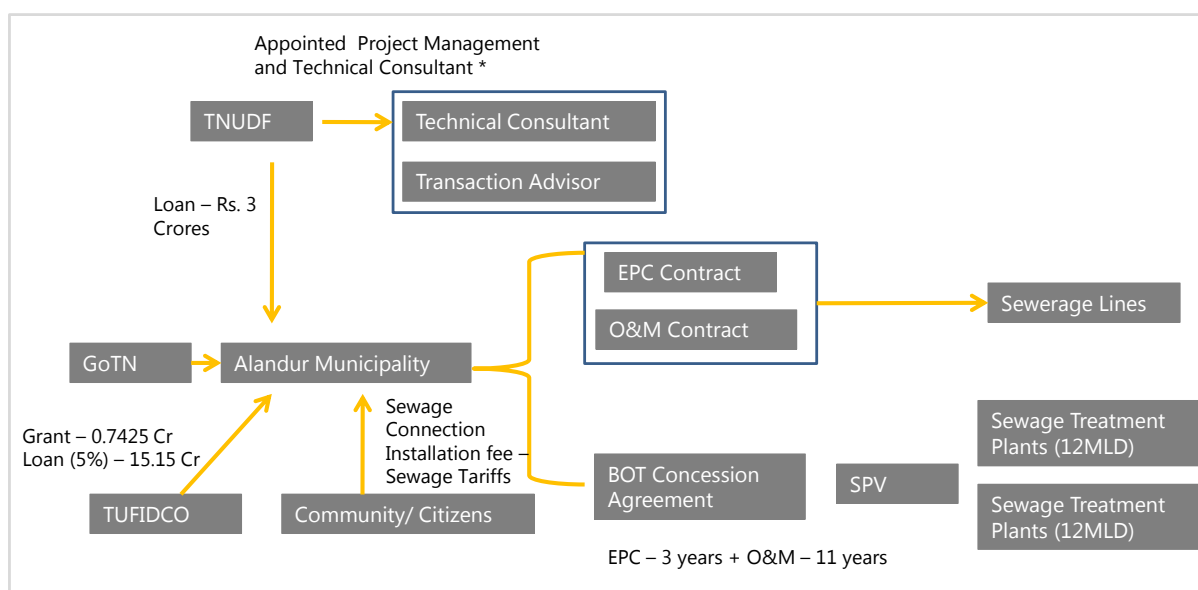 Appointed Project Management
and Technical Consultant *
TNUDF
Technical Consultant
Transaction Advisor
Loan – Rs. 3
Crores
EPC Contract
O&M Contract
Sewerage Lines
GoTN
Alandur Municipality
Grant – 0.7425 Cr
Loan (5%) – 15.15 Cr
Sewage
Connection
Installation fee –
Sewage Tariffs
TUFIDCO
Community/ Citizens
BOT Concession
Agreement
SPV
Sewage Treatment
Plants (12MLD)
Sewage Treatment
Plants (12MLD)
EPC – 3 years + O&M – 11 years